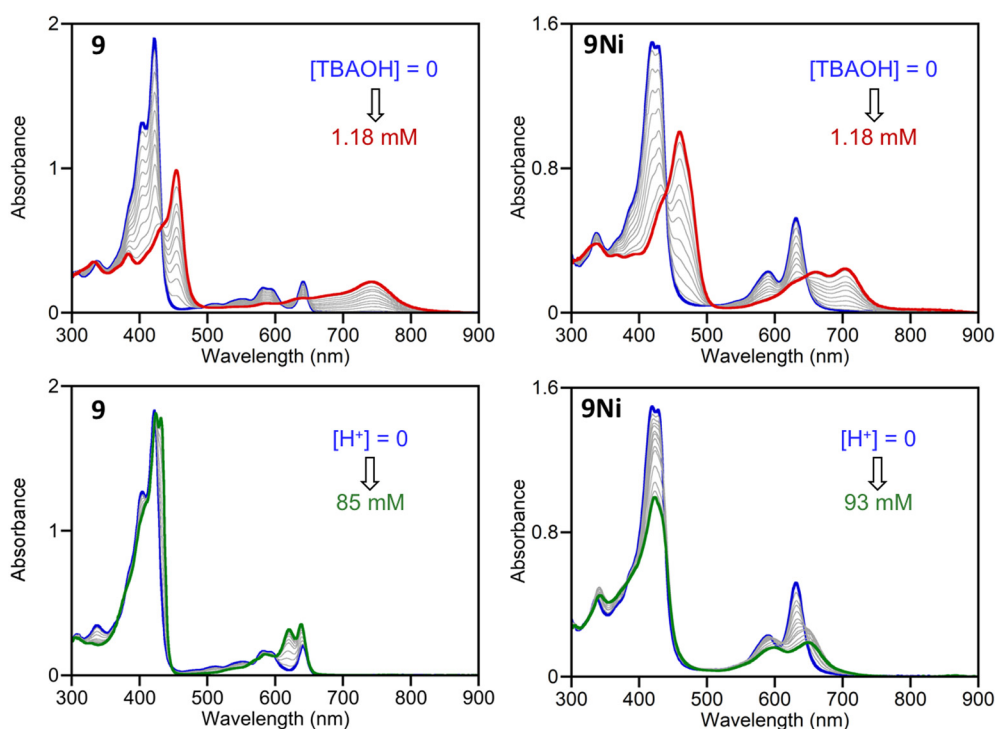 9
[TBAOH] = 0
1.18 mM
Absorbance
2
1
0
300 400 500 600 700 800 900
Wavelength (nm)
9Ni
[TBAOH] = 0
1.18 mM
Absorbance
1.6
0.8
0.0
300 400 500 600 700 800 900
Wavelength (nm)
9
[H⁺] = 0
85 mM
Absorbance
2
1
0
300 400 500 600 700 800 900
Wavelength (nm)
9Ni
[H⁺] = 0
93 mM
Absorbance
1.6
0.8
0
300 400 500 600 700 800 900
Wavelength (nm)